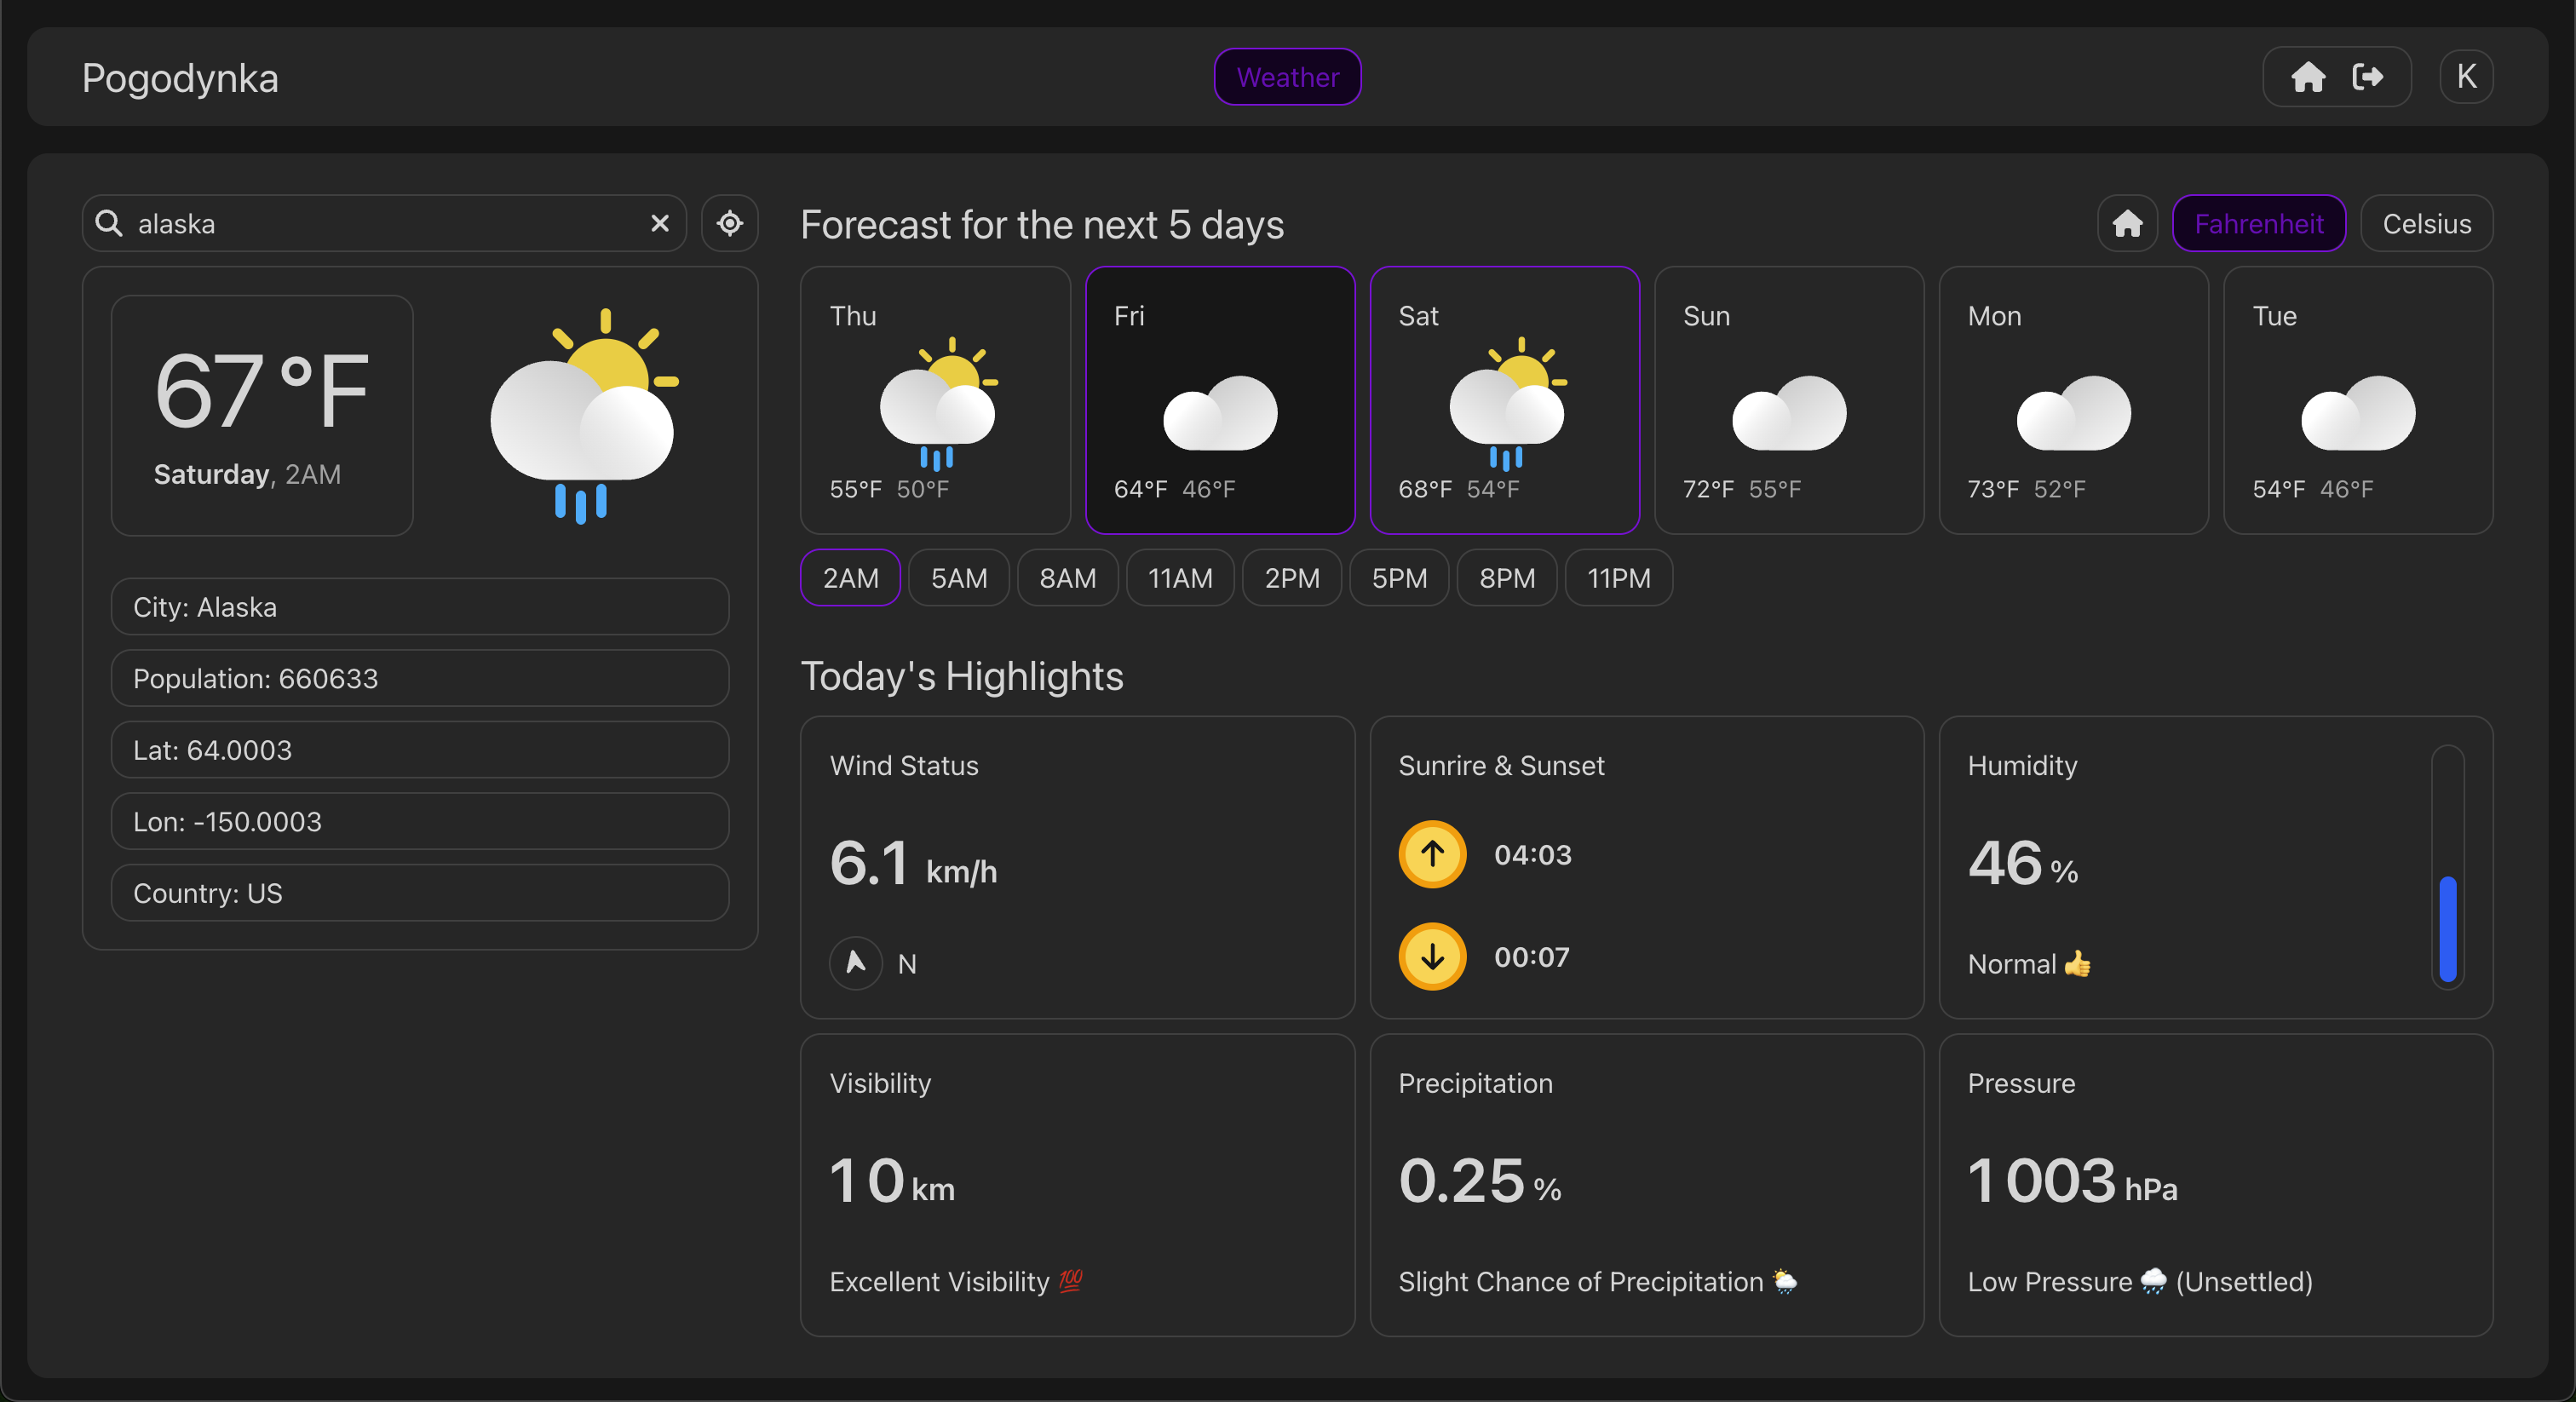 Pogodynka
Weather
K
alaska
67°F
Saturday, 2AM
City: Alaska
Population: 660633
Lat: 64.0003
Lon: -150.0003
Country: US
Forecast for the next 5 days
Fahrenheit
Celsius
Thu
55°F 50°F
Fri
64°F 46°F
Sat
68°F 54°F
Sun
72°F 55°F
Mon
73°F 52°F
Tue
54°F 46°F
2AM
5AM
8AM
11AM
2PM
5PM
8PM
11PM
Today's Highlights
Wind Status
6.1 km/h
N
Sunrire & Sunset
04:03
00:07
Humidity
46 %
Normal 👍
Visibility
10 km
Excellent Visibility 💯
Precipitation
0.25 %
Slight Chance of Precipitation 🌦️
Pressure
1003 hPa
Low Pressure 🌧️ (Unsettled)